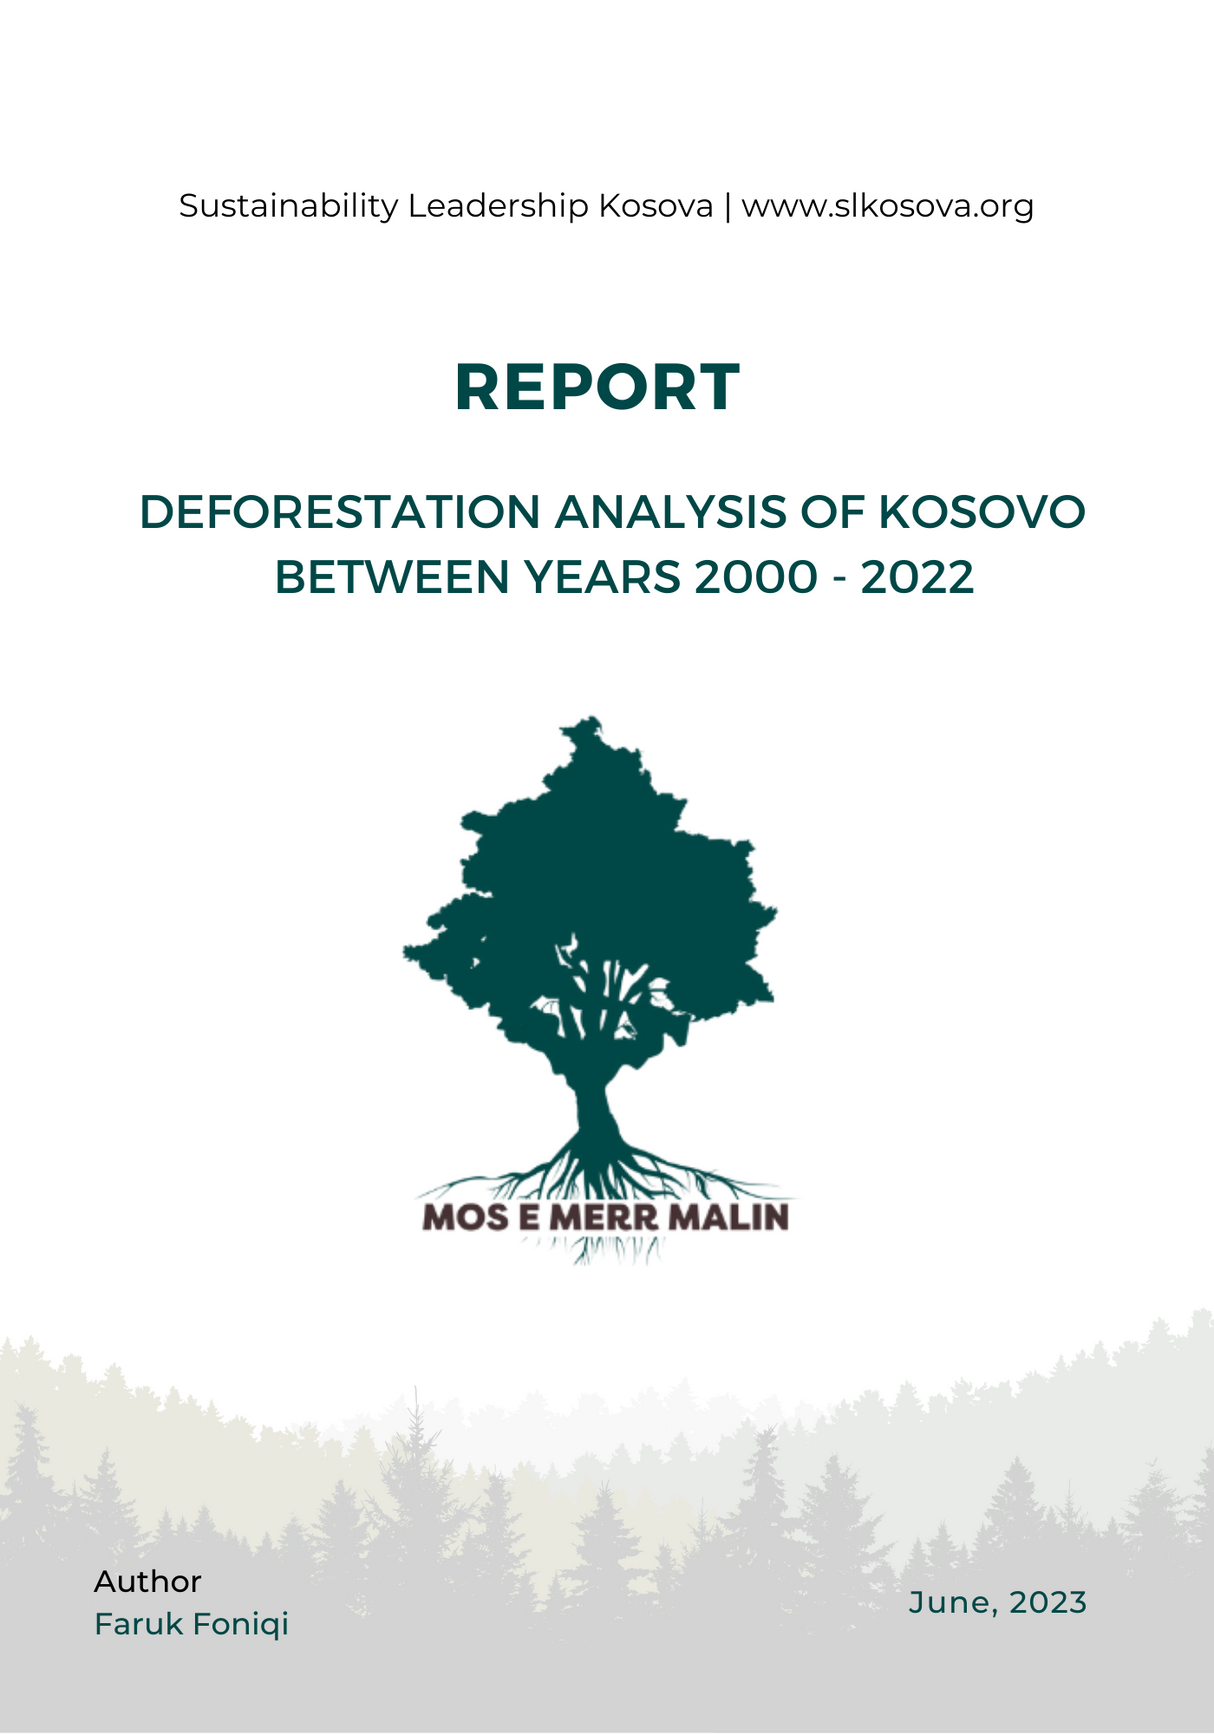 Sustainability Leadership Kosova | www.slkosova.org
REPORT
DEFORESTATION ANALYSIS OF KOSOVO
BETWEEN YEARS 2000 - 2022
MOS E MERR MALIN
Author
Faruk Foniqi
June, 2023